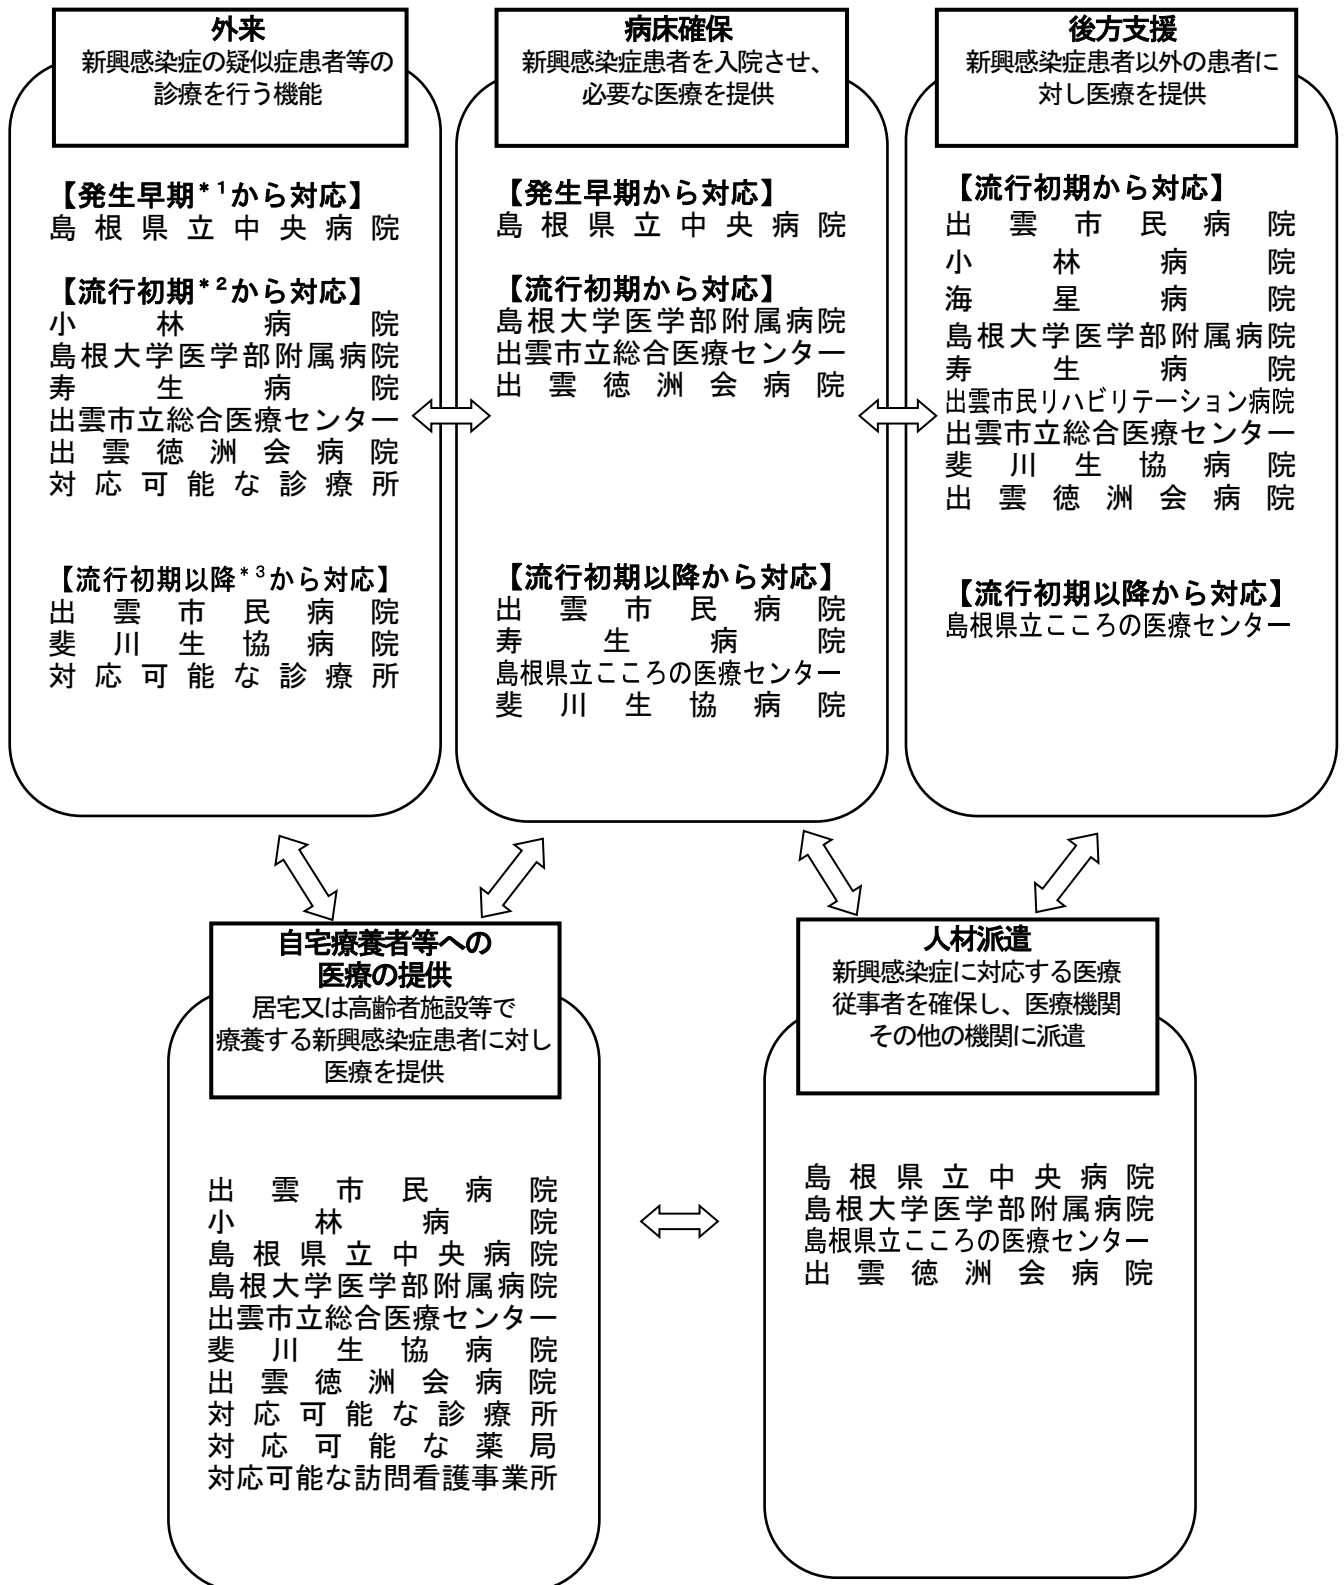 外来
新興感染症の疑似症患者等の
診療を行う機能
【発生早期*1から対応】
島根県立中央病院
【流行初期*2から対応】
小林病院
島根大学医学部附属病院
寿生病院
出雲市立総合医療センター
出雲徳洲会病院
対応可能な診療所
【流行初期以降*3から対応】
出雲市民病院
斐川生協病院
対応可能な診療所
病床確保
新興感染症患者を入院させ、
必要な医療を提供
【発生早期から対応】
島根県立中央病院
【流行初期から対応】
島根大学医学部附属病院
出雲市立総合医療センター
出雲徳洲会病院
【流行初期以降から対応】
出雲市民病院
寿生病院
島根県立こころの医療センター
斐川生協病院
後方支援
新興感染症患者以外の患者に
対し医療を提供
【流行初期から対応】
出雲市民病院
小林病院
海星病院
島根大学医学部附属病院
寿生病院
出雲市民リハビリテーション病院
出雲市立総合医療センター
斐川生協病院
出雲徳洲会病院
【流行初期以降から対応】
島根県立こころの医療センター
自宅療養者等への
医療の提供
居宅又は高齢者施設等で
療養する新興感染症患者に対し
医療を提供
出雲市民病院
小林病院
島根県立中央病院
島根大学医学部附属病院
出雲市立総合医療センター
斐川生協病院
出雲徳洲会病院
対応可能な診療所
対応可能な薬局
対応可能な訪問看護事業所
人材派遣
新興感染症に対応する医療
従事者を確保し、医療機関
その他の機関に派遣
島根県立中央病院
島根大学医学部附属病院
島根県立こころの医療センター
出雲徳洲会病院